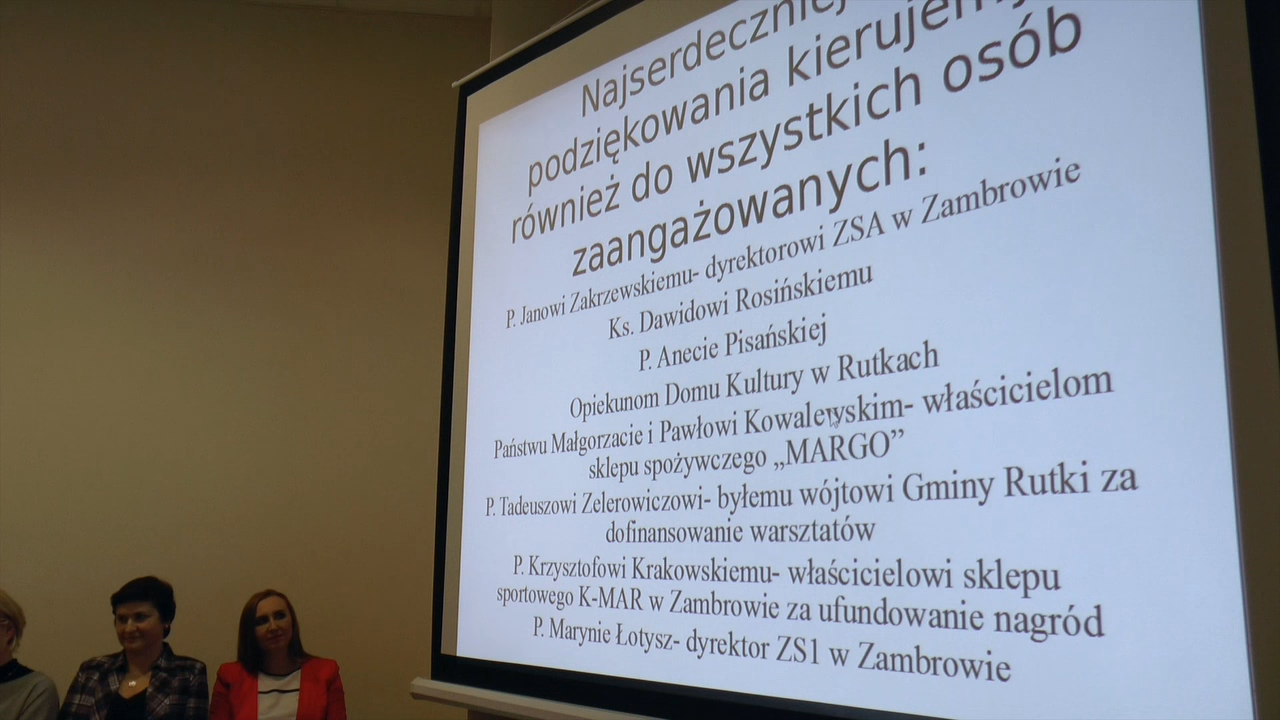 Najserdeczniej
podziękowania kierujemy
również do wszystkich osób
zaangażowanych:
P. Janowi Zakrzewskiemu- dyrektorowi ZSA w Zambrowie
Ks. Dawidowi Rosińskiemu
P. Anecie Pisańskiej
Opiekunom Domu Kultury w Rutkach
Państwu Małgorzacie i Pawłowi Kowalewskim- właścicielom
sklepu spożywczego „MARGO”
P. Tadeuszowi Zelerowiczowi- byłemu wójtowi Gminy Rutki za
dofinansowanie warsztatów
P. Krzysztofowi Krakowskiemu- właścicielowi sklepu
sportowego K-MAR w Zambrowie za ufundowanie nagród
P. Marynie Łotysz- dyrektor ZS1 w Zambrowie